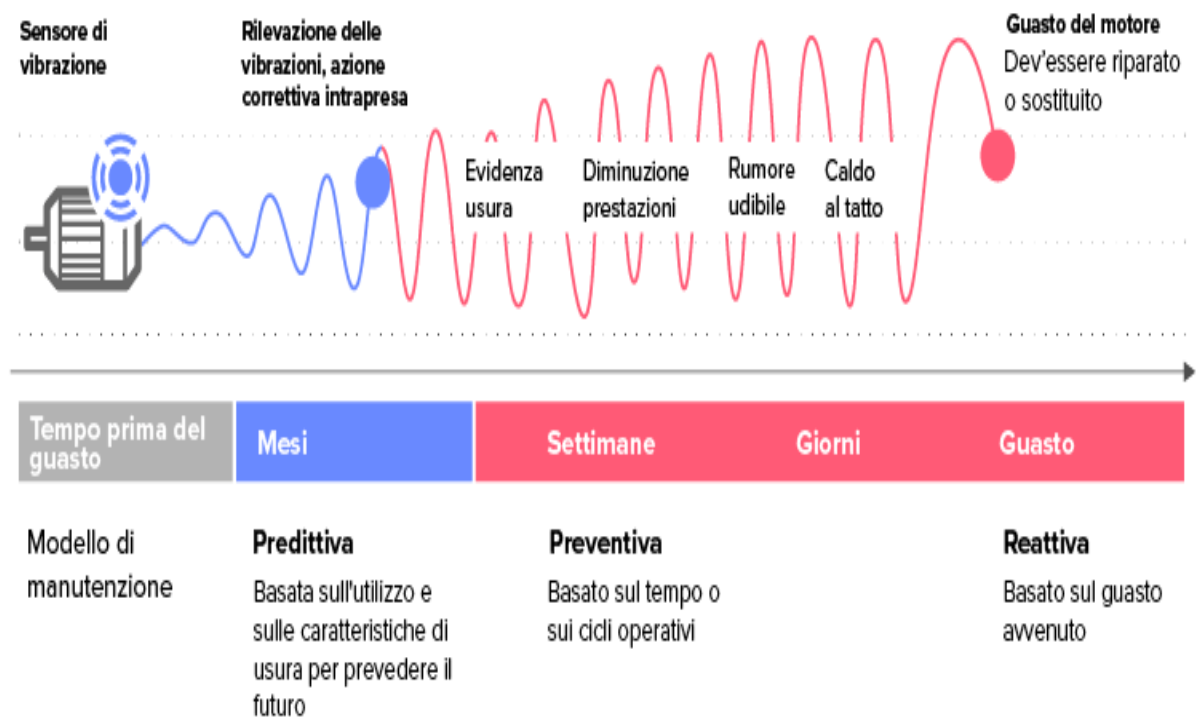 Sensore di
vibrazione
Rilevazione delle
vibrazioni, azione
correttiva intrapresa
Guasto del motore
Dev'essere riparato
o sostituito
Evidenza
usura
Diminuzione
prestazioni
Rumore
udibile
Caldo
al tatto
Tempo prima del
guasto
Mesi
Settimane
Giorni
Guasto
Modello di
manutenzione
Predittiva
Basata sull'utilizzo e
sulle caratteristiche di
usura per prevedere il
futuro
Preventiva
Basato sul tempo o
sui cicli operativi
Reattiva
Basato sul guasto
avvenuto